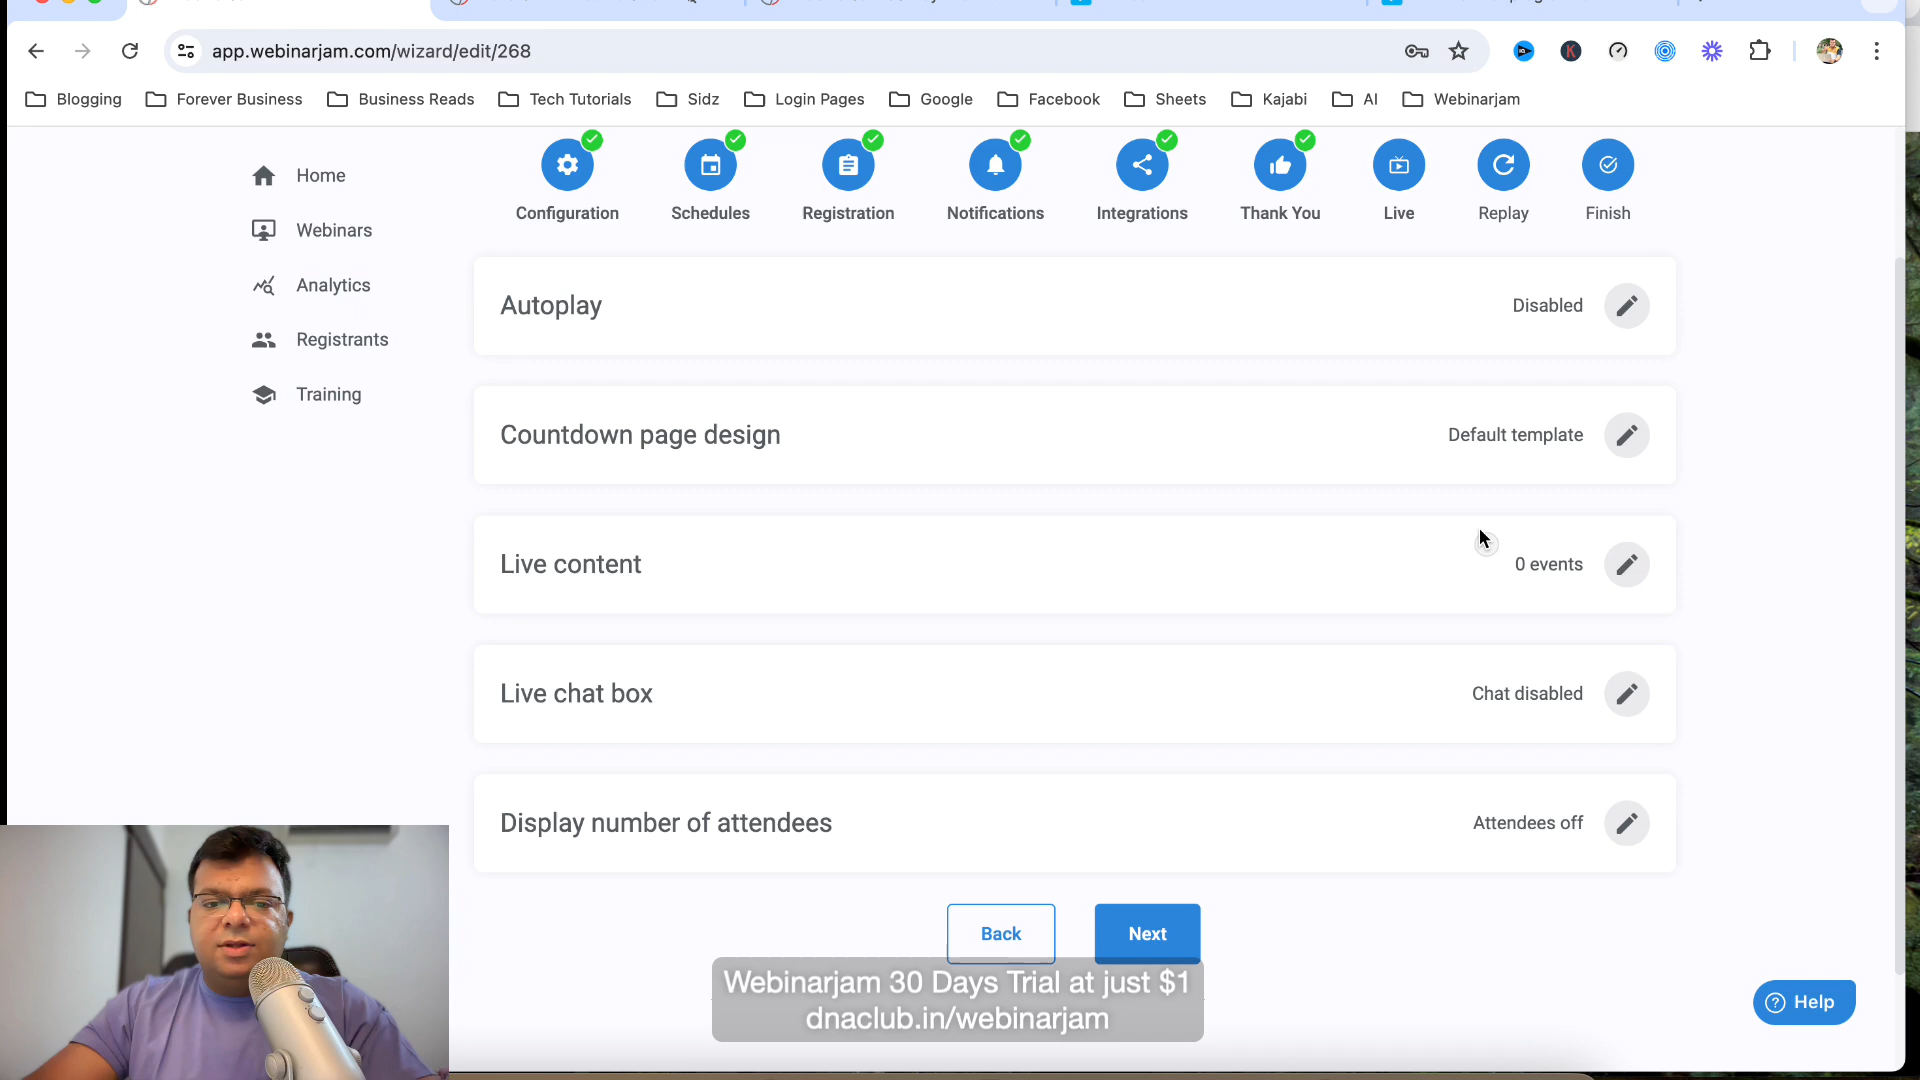 app.webinarjam.com/wizard/edit/268
Blogging
Forever Business
Business Reads
Tech Tutorials
Sidz
Login Pages
Google
Facebook
Sheets
Kajabi
AI
Webinarjam
Home
Webinars
Analytics
Registrants
Training
Configuration
Schedules
Registration
Notifications
Integrations
Thank You
Live
Replay
Finish
Autoplay
Disabled
Countdown page design
Default template
Live content
0 events
Live chat box
Chat disabled
Display number of attendees
Attendees off
Back
Next
Webinarjam 30 Days Trial at just $1
dnaclub.in/webinarjam
Help